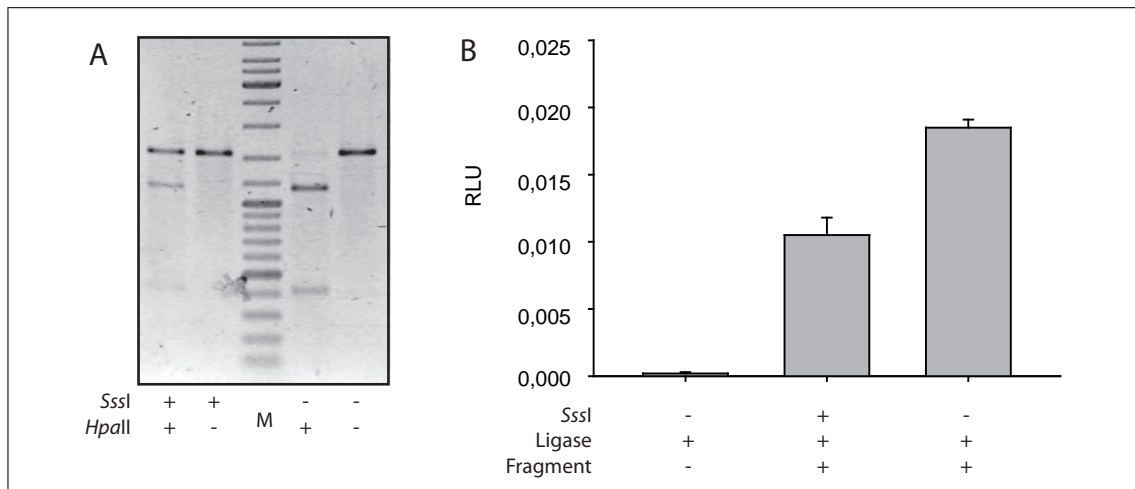 A
SssI + + - -
HpaII + - M + -
B
0,025
0,020
0,015
0,010
0,005
0,000
RLU
SssI - + -
Ligase + + +
Fragment - + +